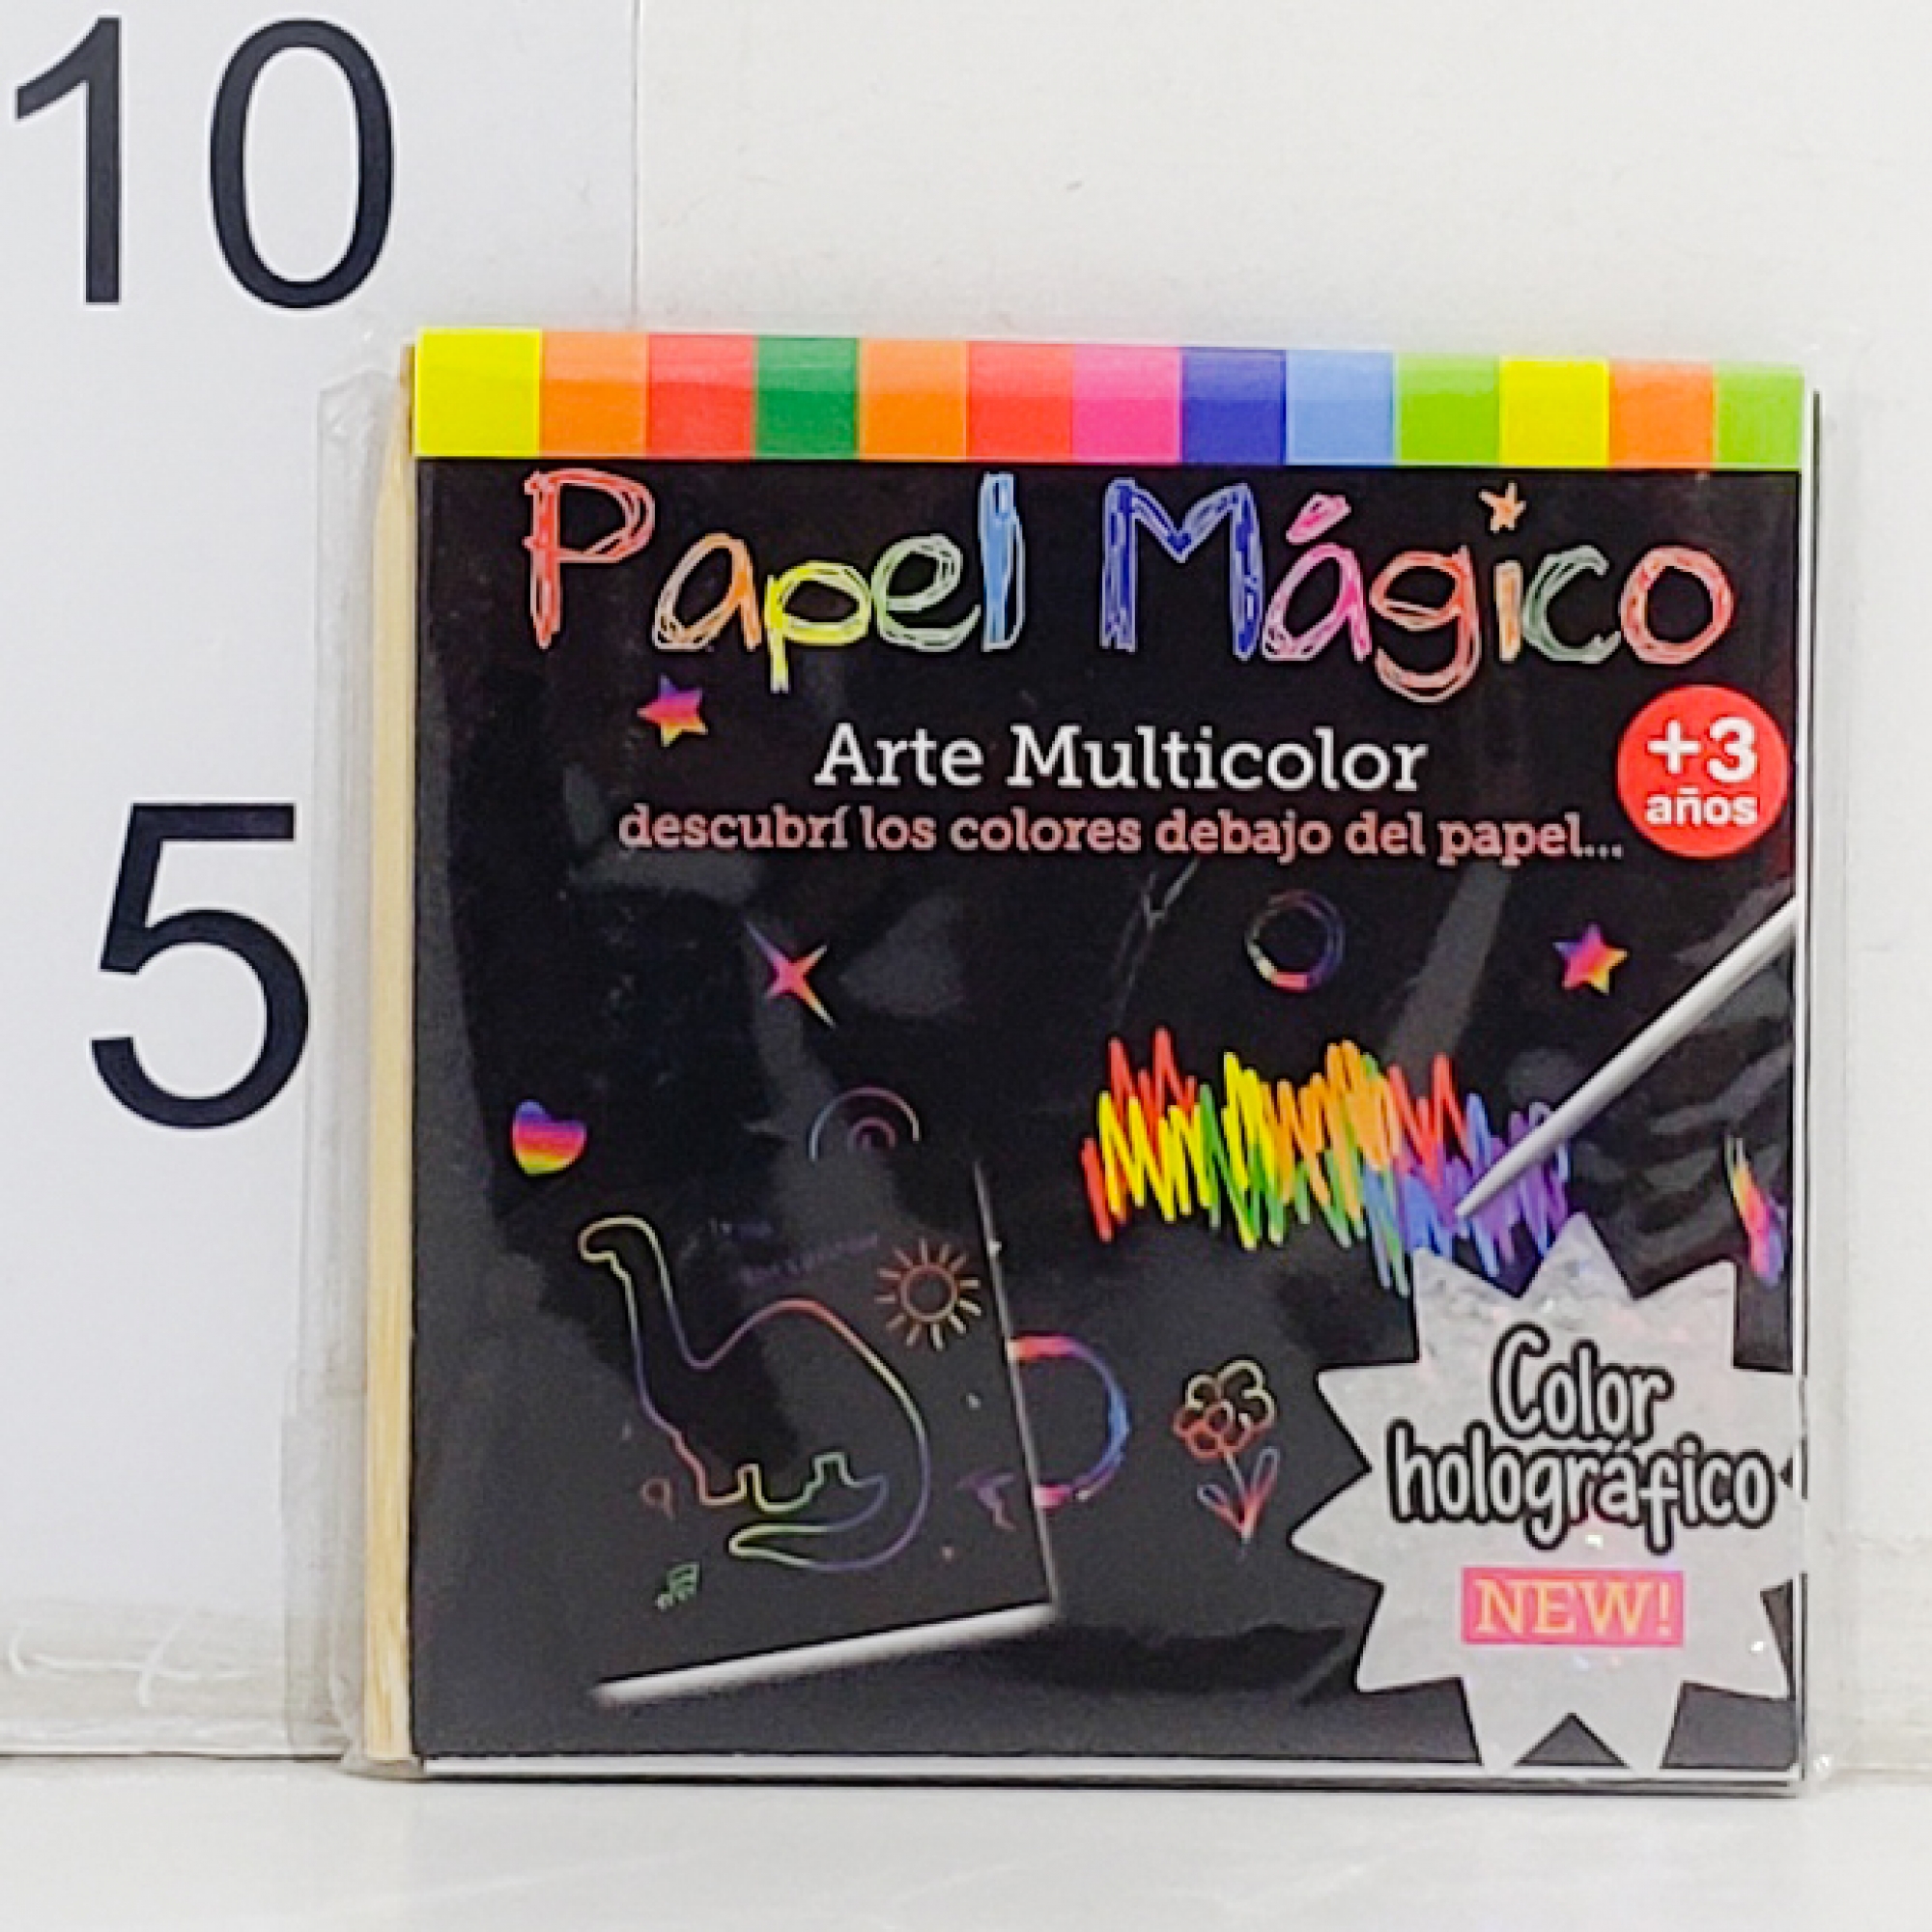 10
5
Papel Mágico
Arte Multicolor
descubrí los colores debajo del papel...
+3
años
Color
holográfico
NEW!